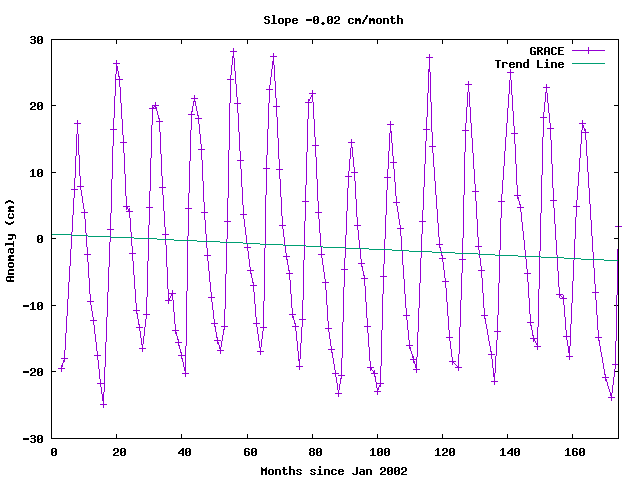 Slope -0.02 cm/month
GRACE
Trend Line
30
20
10
0
-10
-20
-30
Anomaly (cm)
0 20 40 60 80 100 120 140 160
Months since Jan 2002